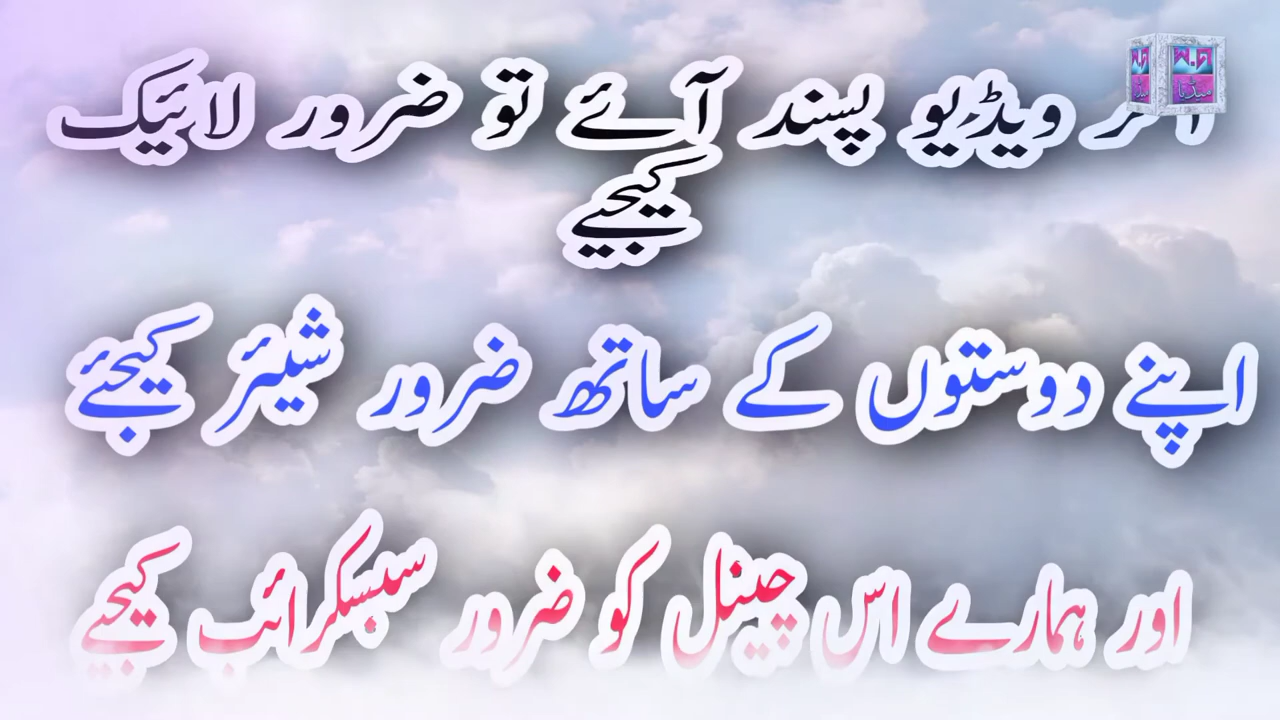 اگر ویڈیو پسند آئے تو ضرور لائیک
کیجیے
اپنے دوستوں کے ساتھ ضرور شیئر کیجئے
اور ہمارے اس چینل کو ضرور سبسکرائب کیجیے
W.A
میڈیا